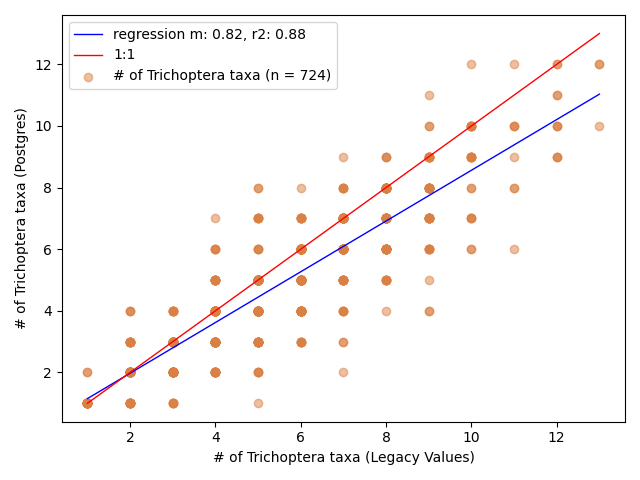 regression m: 0.82, r2: 0.88
1:1
# of Trichoptera taxa (n = 724)
12
10
8
6
4
2
# of Trichoptera taxa (Postgres)
2 4 6 8 10 12
# of Trichoptera taxa (Legacy Values)